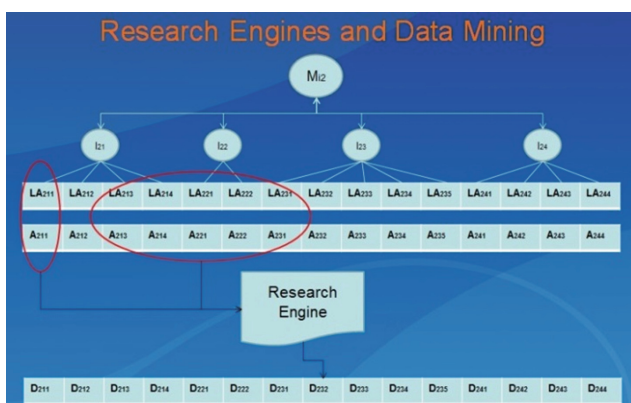 Research Engines and Data Mining
MI2
I21 I22 I23 I24
LA211 LA212 LA213 LA214 LA221 LA222 LA231 LA232 LA233 LA234 LA235 LA241 LA242 LA243 LA244
A211 A212 A213 A214 A221 A222 A231 A232 A233 A234 A235 A241 A242 A243 A244
Research
Engine
D211 D212 D213 D214 D221 D222 D231 D232 D233 D234 D235 D241 D242 D243 D244